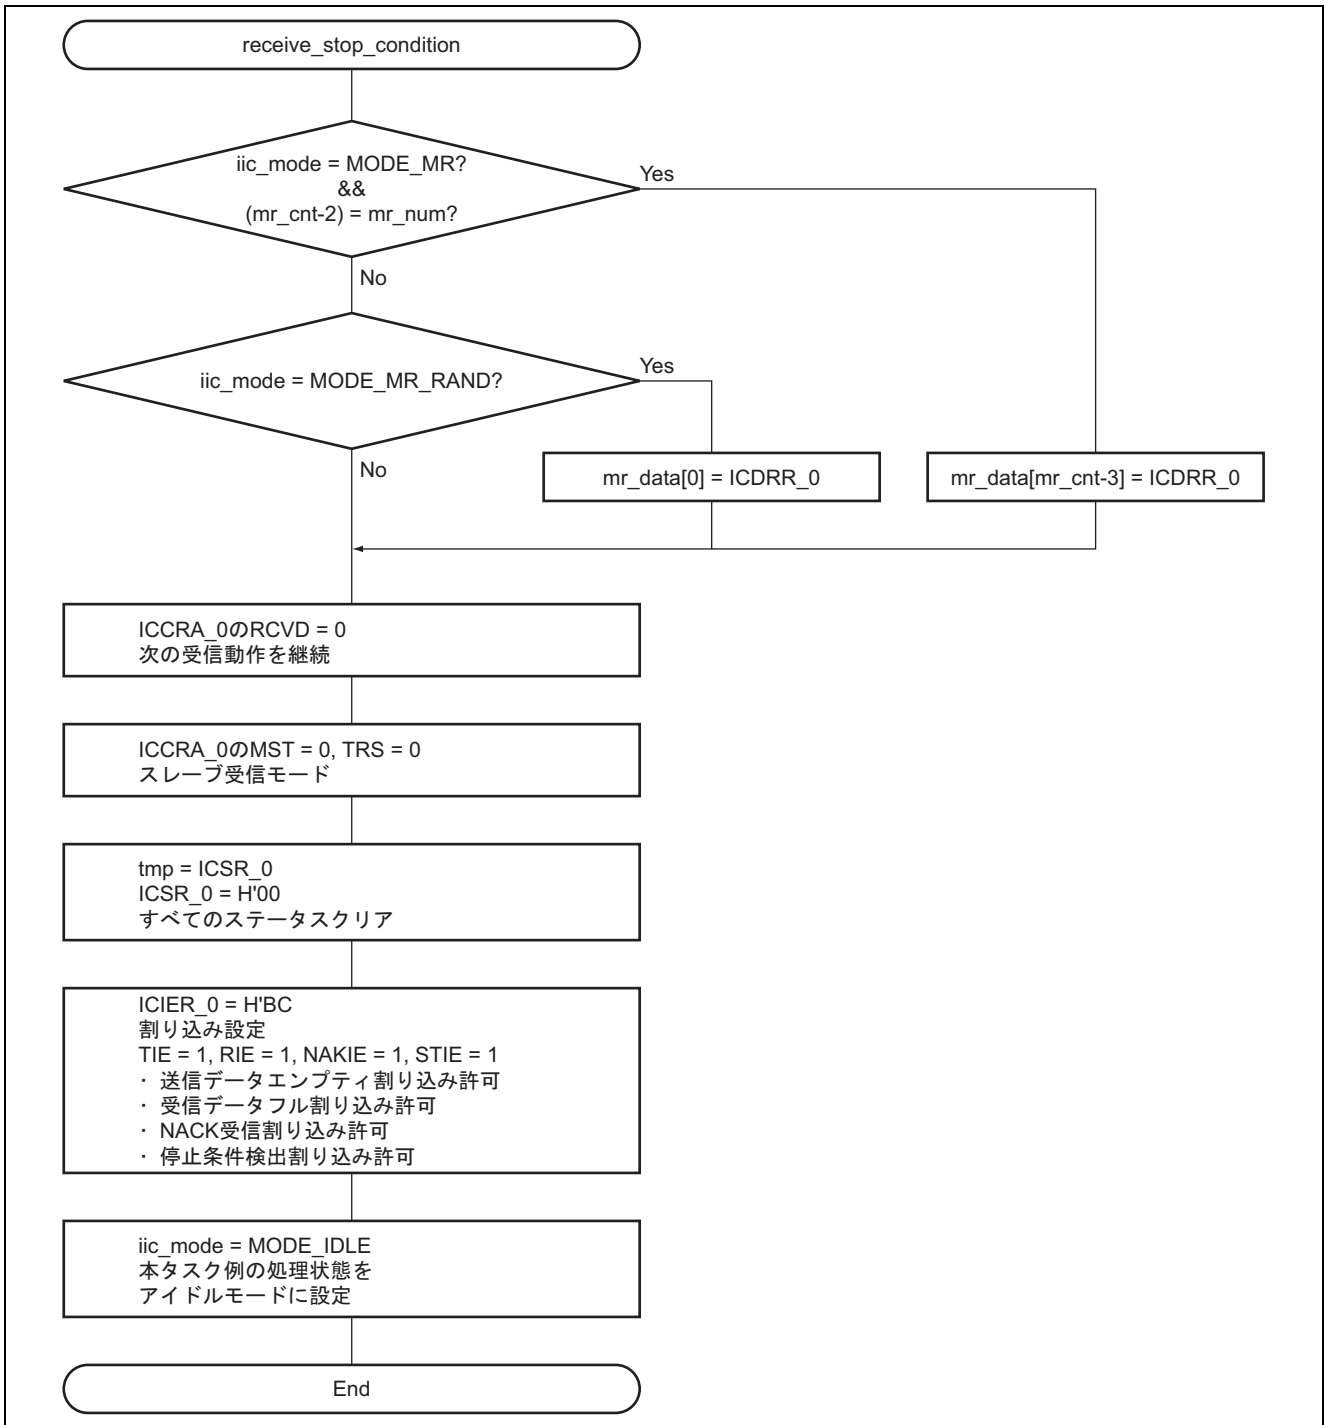 receive_stop_condition
iic_mode = MODE_MR?
&&
(mr_cnt-2) = mr_num?
Yes
No
iic_mode = MODE_MR_RAND?
Yes
No
mr_data[0] = ICDRR_0
mr_data[mr_cnt-3] = ICDRR_0
ICCRA_0のRCVD = 0
次の受信動作を継続
ICCRA_0のMST = 0, TRS = 0
スレーブ受信モード
tmp = ICSR_0
ICSR_0 = H'00
すべてのステータスクリア
ICIER_0 = H'BC
割り込み設定
TIE = 1, RIE = 1, NAKIE = 1, STIE = 1
・ 送信データエンプティ割り込み許可
・ 受信データフル割り込み許可
・ NACK受信割り込み許可
・ 停止条件検出割り込み許可
iic_mode = MODE_IDLE
本タスク例の処理状態を
アイドルモードに設定
End